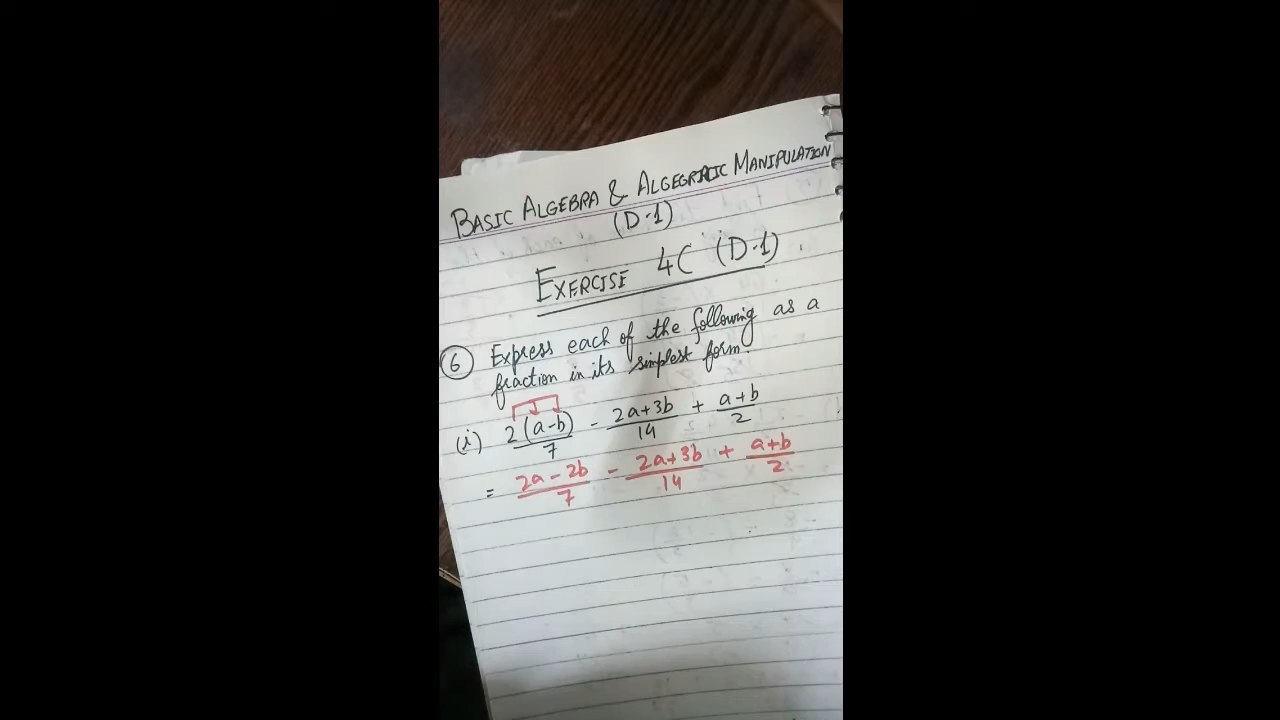 BASIC ALGEBRA & ALGEGRAIC MANIPULATION
(D-1)
EXERCISE 4C (D-1)
6 Express each of the following as a
fraction in its simplest form.
(i) 2(a-b)/7 - 2a+3b/14 + a+b/2
= 2a-2b/7 - 2a+3b/14 + a+b/2